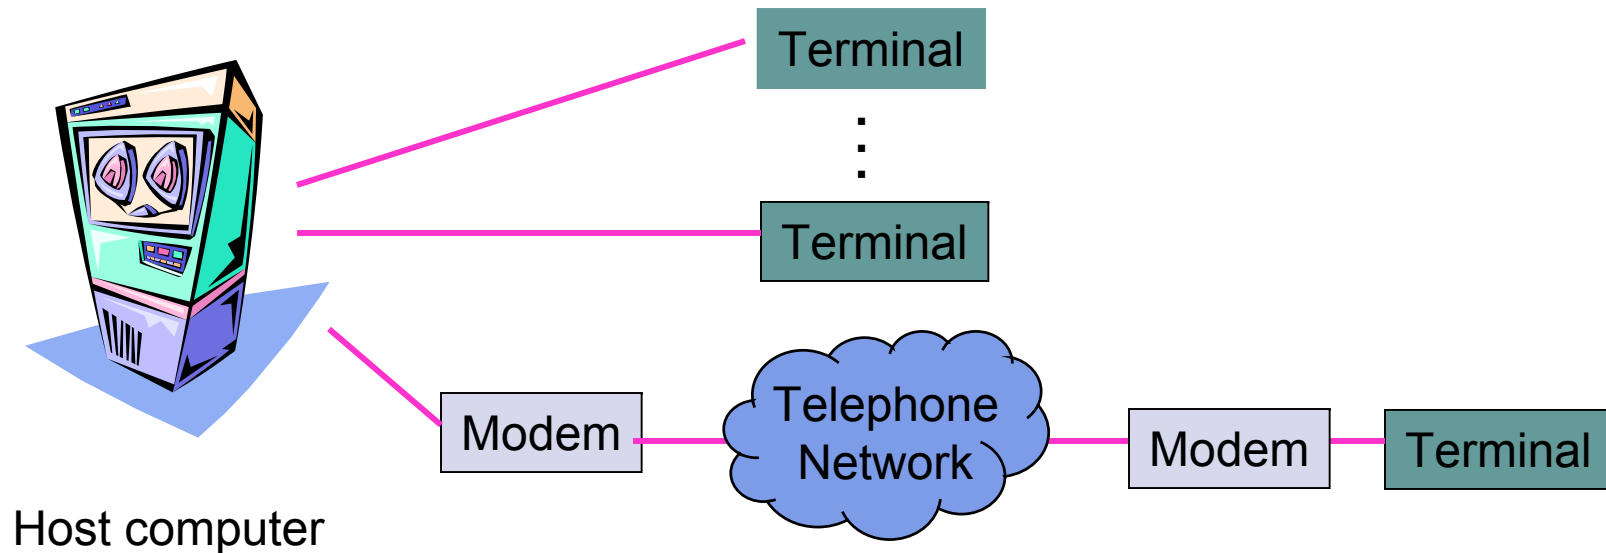 Terminal
Terminal
Telephone
Network
Modem
Modem
Terminal
Host computer